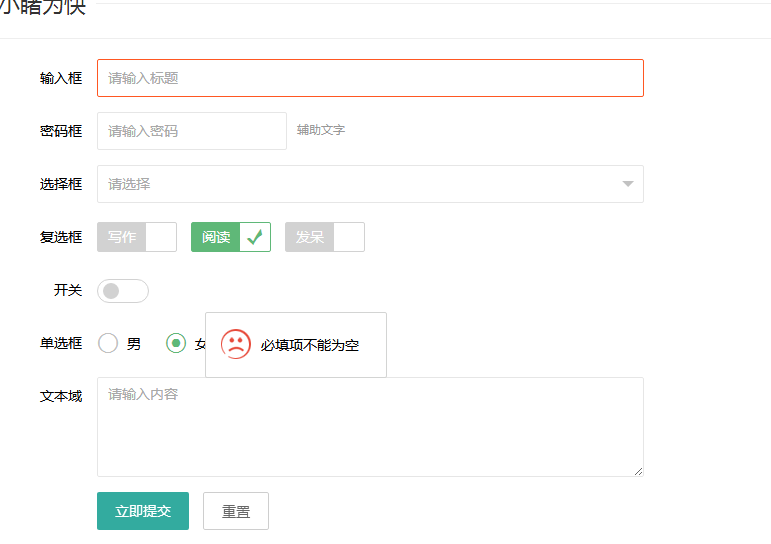 小睹为快
输入框 请输入标题
密码框 请输入密码 辅助文字
选择框 请选择
复选框 写作 阅读 发呆
开关
单选框 男 女 必填项不能为空
文本域 请输入内容
立即提交 重置